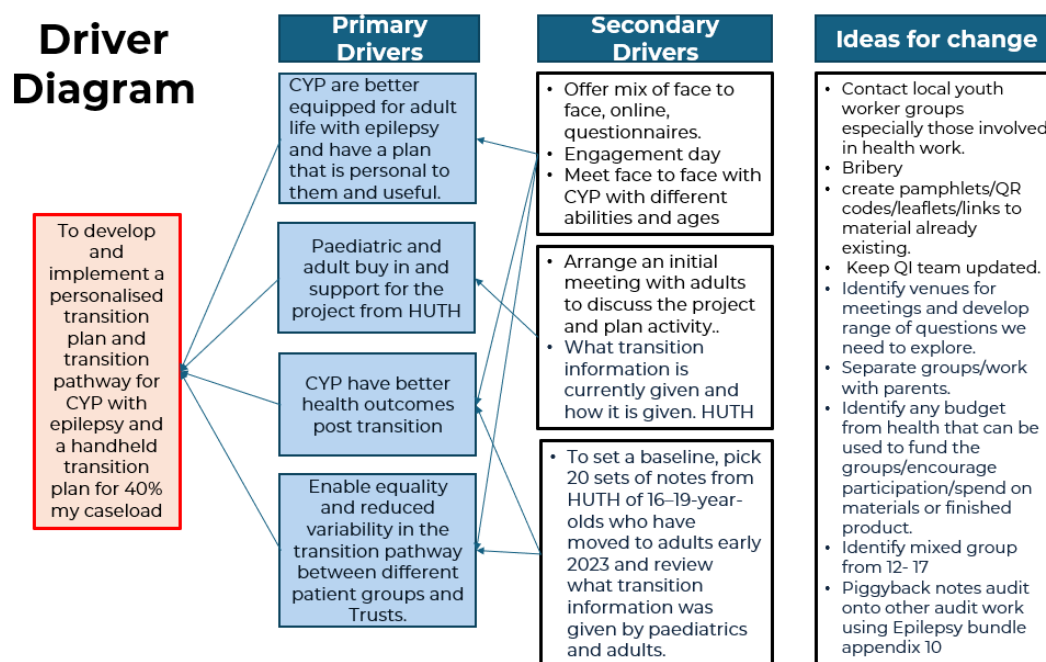 Driver
Diagram
Primary
Drivers
Secondary
Drivers
Ideas for change
To develop
and
implement a
personalised
transition
plan and
transition
pathway for
CYP with
epilepsy and
a handheld
transition
plan for 40%
my caseload
CYP are better
equipped for adult
life with epilepsy
and have a plan
that is personal to
them and useful.
Paediatric and
adult buy in and
support for the
project from HUTH
CYP have better
health outcomes
post transition
Enable equality
and reduced
variability in the
transition pathway
between different
patient groups and
Trusts.
• Offer mix of face to
face, online,
questionnaires.
• Engagement day
• Meet face to face with
CYP with different
abilities and ages
• Arrange an initial
meeting with adults
to discuss the project
and plan activity..
• What transition
information is
currently given and
how it is given. HUTH
• To set a baseline, pick
20 sets of notes from
HUTH of 16–19-year-
olds who have
moved to adults early
2023 and review
what transition
information was
given by paediatrics
and adults.
• Contact local youth
worker groups
especially those involved
in health work.
• Bribery
• create pamphlets/QR
codes/leaflets/links to
material already
existing.
• Keep QI team updated.
• Identify venues for
meetings and develop
range of questions we
need to explore.
• Separate groups/work
with parents.
• Identify any budget
from health that can be
used to fund the
groups/encourage
participation/spend on
materials or finished
product.
• Identify mixed group
from 12- 17
• Piggyback notes audit
onto other audit work
using Epilepsy bundle
appendix 10